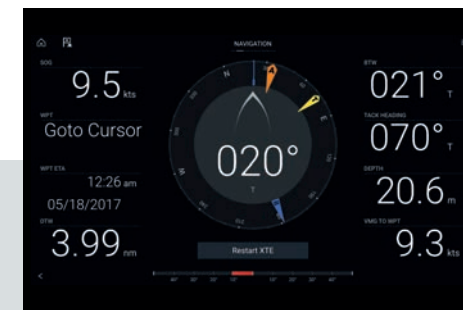 NAVIGATION
SOG
9.5 kts
WPT
Goto Cursor
WPT ETA
12:26 am
05/18/2017
DTW
3.99 nm
N
E
020°
T
Restart XTE
BTW
021° T
TACK HEADING
070° T
DEPTH
20.6 m
VMG TO WPT
9.3 kts